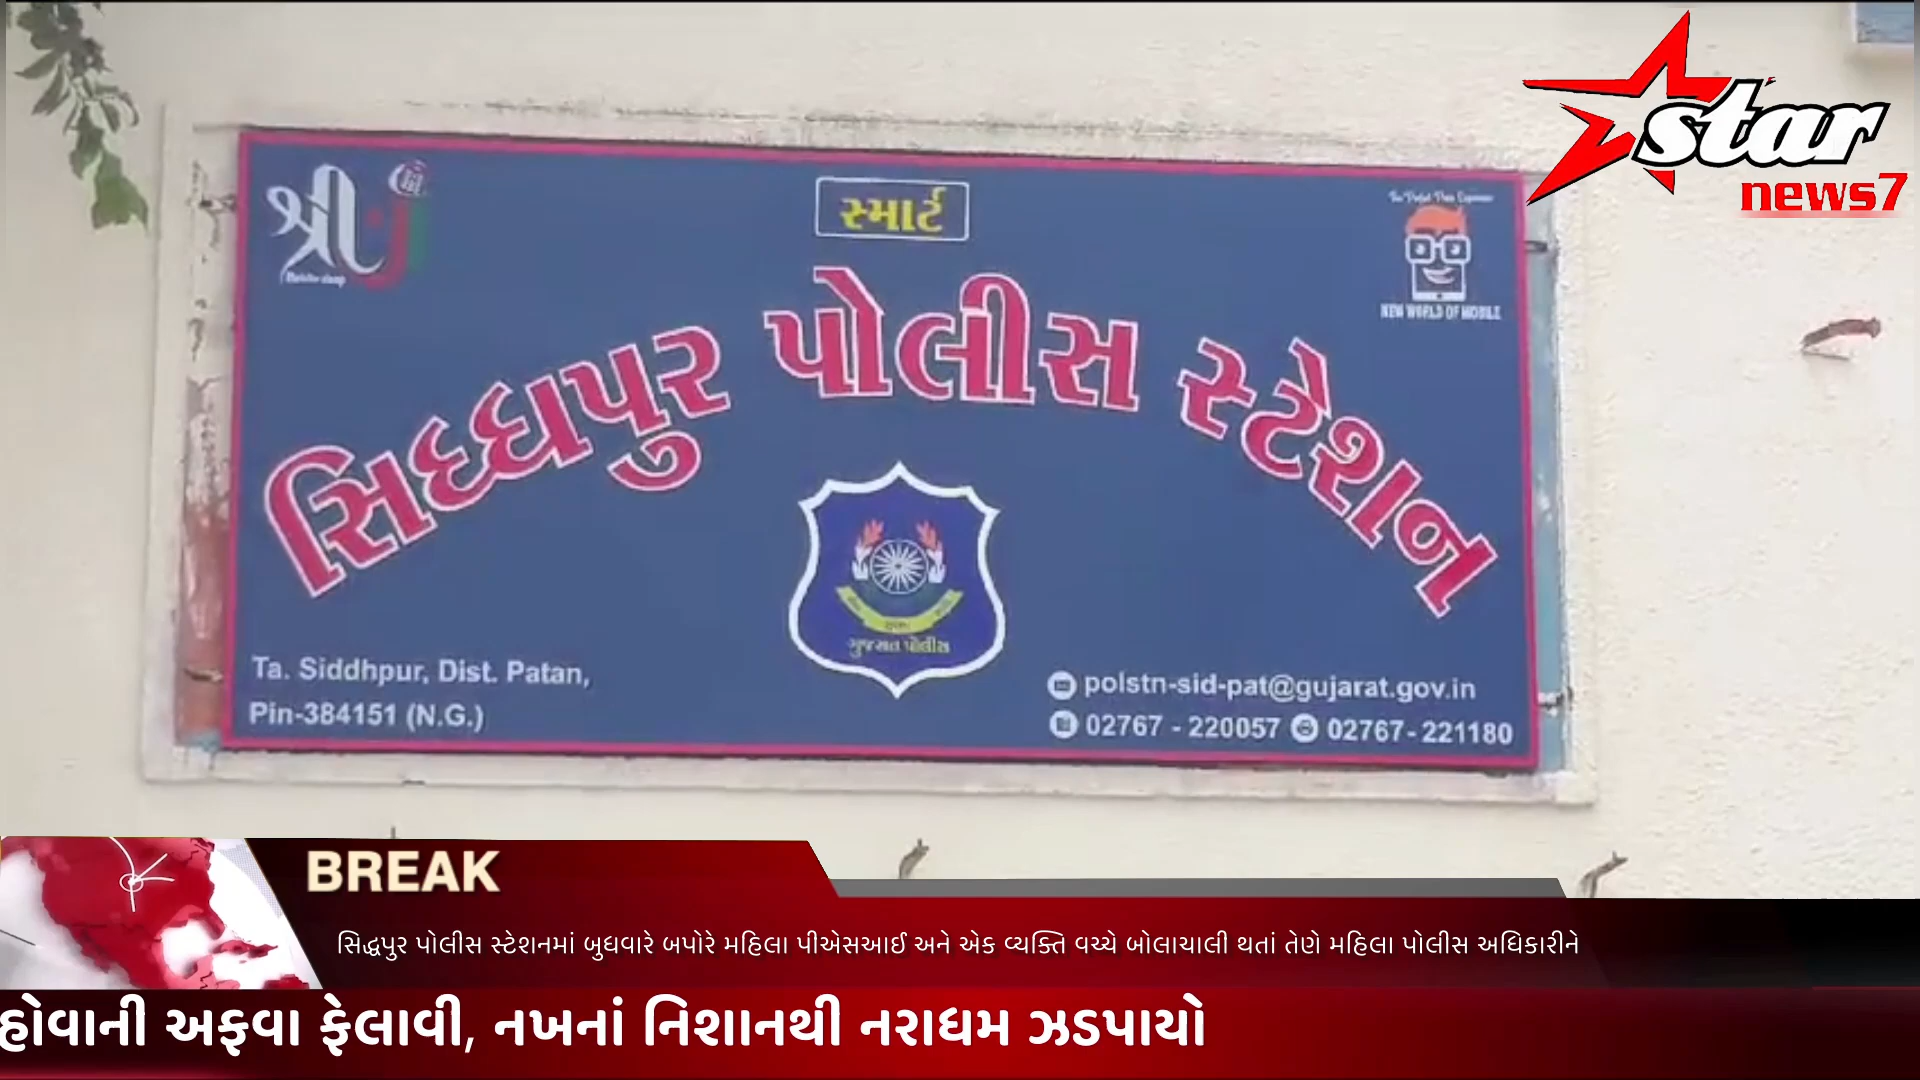 star
news7
શ્રીજી
Mobile shop
સ્માર્ટ
NEW WORLD OF MOBILE
સિધ્ધપુર પોલીસ સ્ટેશન
ગુજરાત પોલીસ
Ta. Siddhpur, Dist. Patan,
Pin-384151 (N.G.)
polstn-sid-pat@gujarat.gov.in
02767 - 220057 02767-221180
BREAK
સિદ્ધપુર પોલીસ સ્ટેશનમાં બુધવારે બપોરે મહિલા પીએસઆઈ અને એક વ્યક્તિ વચ્ચે બોલાચાલી થતાં તેણે મહિલા પોલીસ અધિકારીને
હોવાની અફવા ફેલાવી, નખનાં નિશાનથી નરાધમ ઝડપાયો